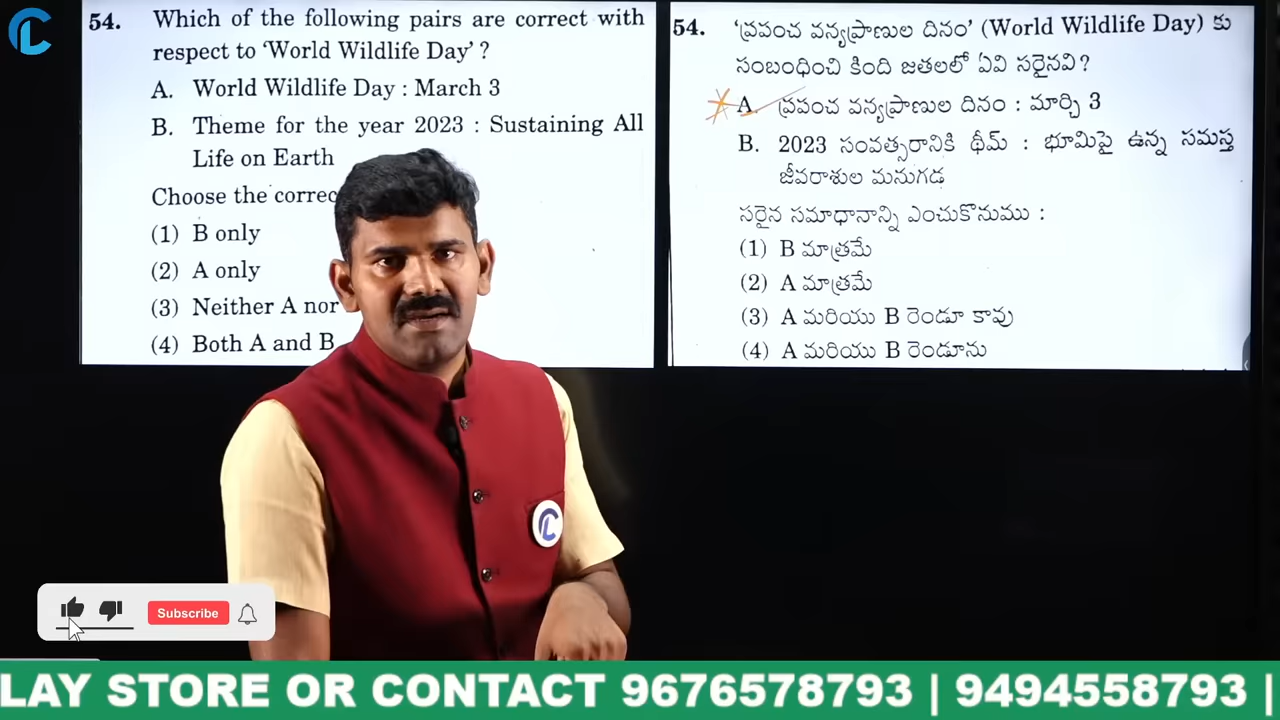 54. Which of the following pairs are correct with
respect to ‘World Wildlife Day’ ?
A. World Wildlife Day : March 3
B. Theme for the year 2023 : Sustaining All
Life on Earth
Choose the correc
(1) B only
(2) A only
(3) Neither A nor
(4) Both A and B
54. ‘ప్రపంచ వన్యప్రాణుల దినం’ (World Wildlife Day) కు
సంబంధించి కింది జతలలో ఏవి సరైనవి?
A. ప్రపంచ వన్యప్రాణుల దినం : మార్చి 3
B. 2023 సంవత్సరానికి థీమ్ : భూమిపై ఉన్న సమస్త
జీవరాశుల మనుగడ
సరైన సమాధానాన్ని ఎంచుకొనుము :
(1) B మాత్రమే
(2) A మాత్రమే
(3) A మరియు B రెండూ కావు
(4) A మరియు B రెండూను
Subscribe
LAY STORE OR CONTACT 9676578793 | 9494558793 |